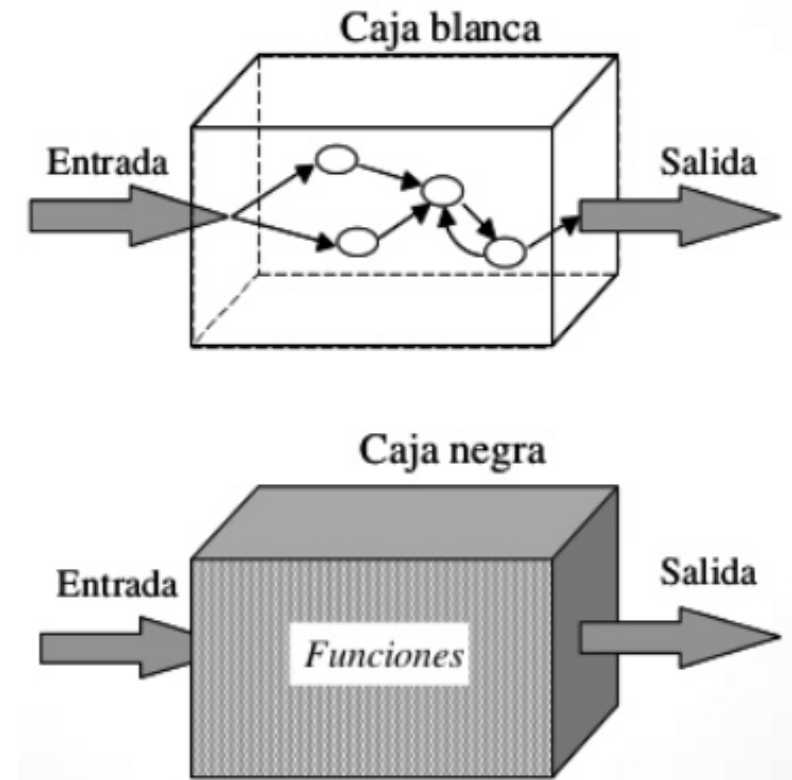 Caja blanca
Entrada
Salida
Caja negra
Entrada
Salida
Funciones